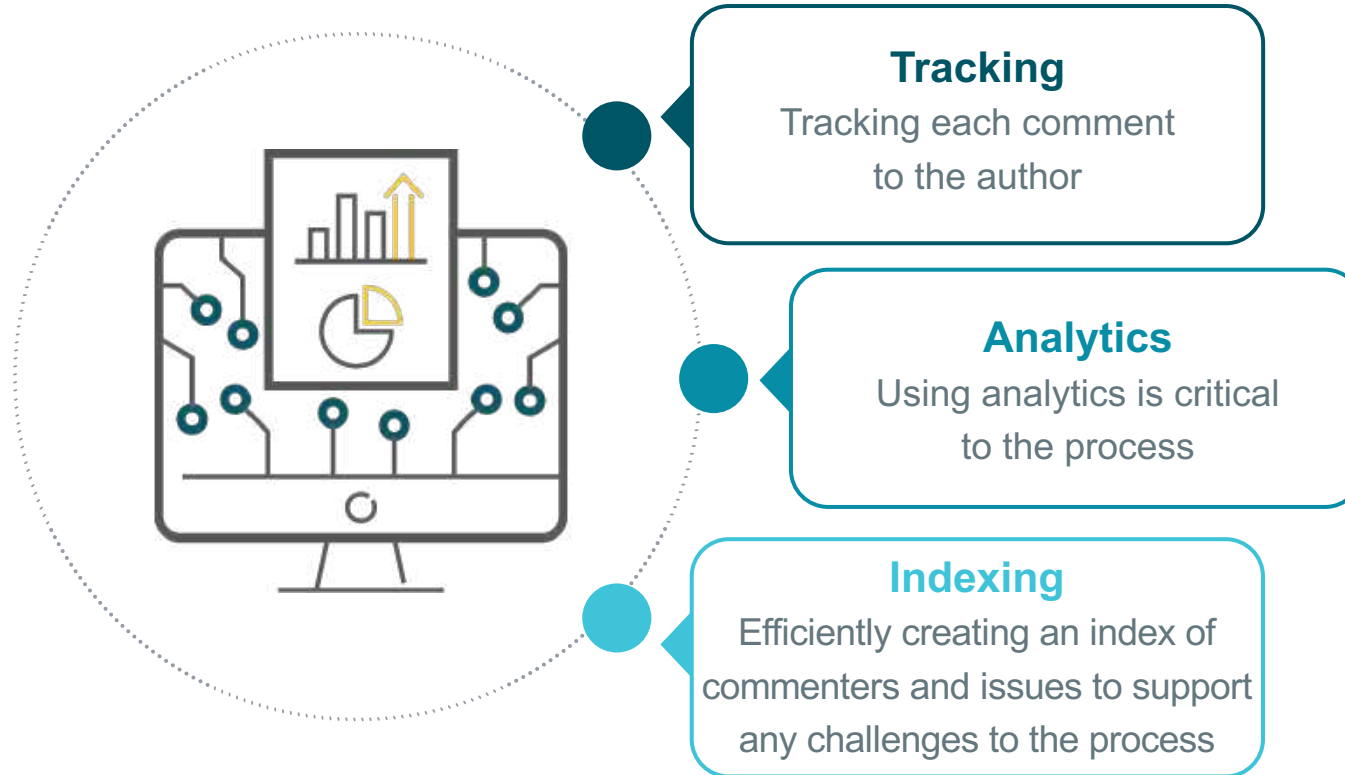 Tracking
Tracking each comment
to the author
Analytics
Using analytics is critical
to the process
Indexing
Efficiently creating an index of
commenters and issues to support
any challenges to the process